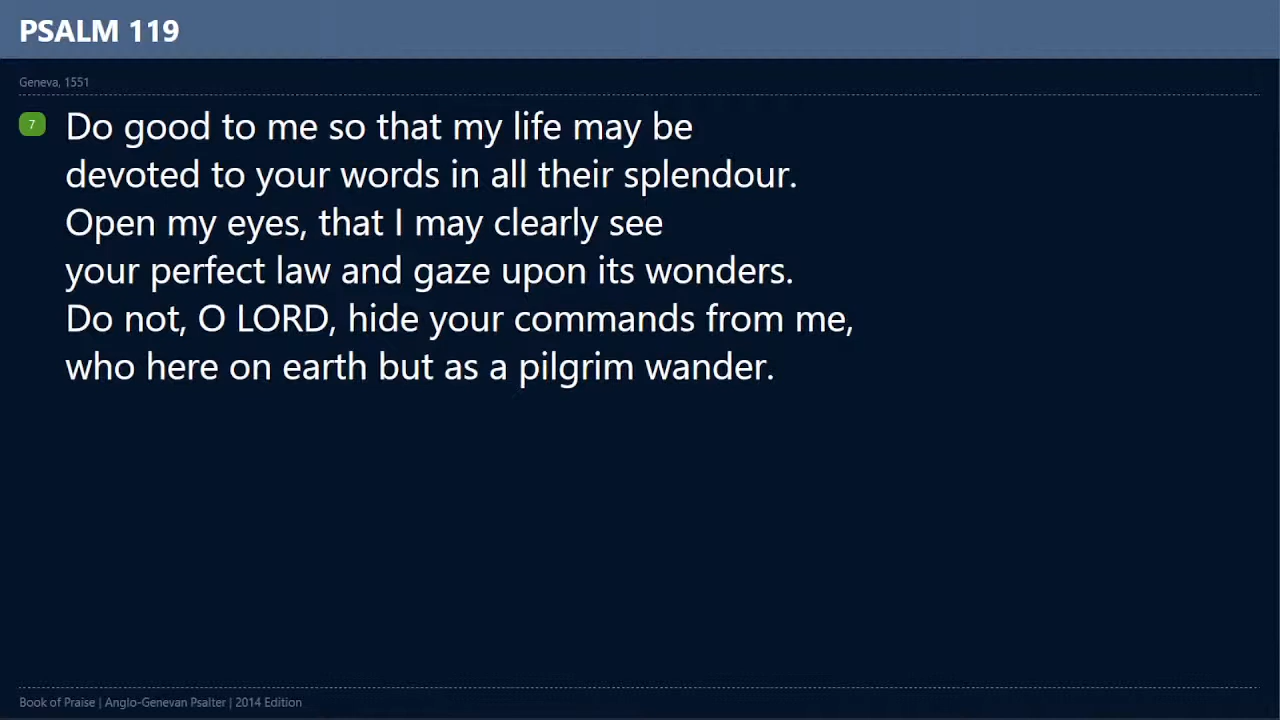 PSALM 119
Geneva, 1551
7
Do good to me so that my life may be
devoted to your words in all their splendour.
Open my eyes, that I may clearly see
your perfect law and gaze upon its wonders.
Do not, O LORD, hide your commands from me,
who here on earth but as a pilgrim wander.
Book of Praise | Anglo-Genevan Psalter | 2014 Edition